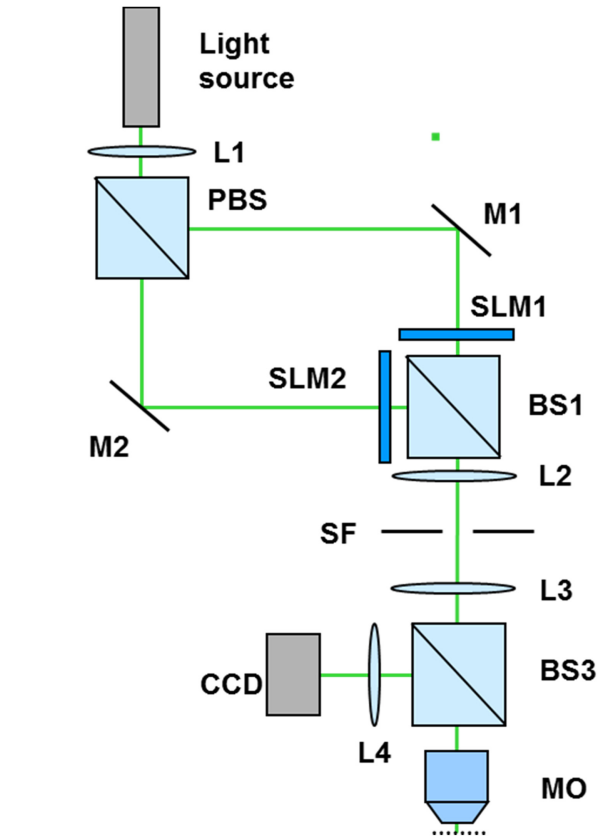 Light
source
L1
PBS
M1
SLM1
SLM2
BS1
M2
L2
SF
L3
BS3
CCD
L4
MO